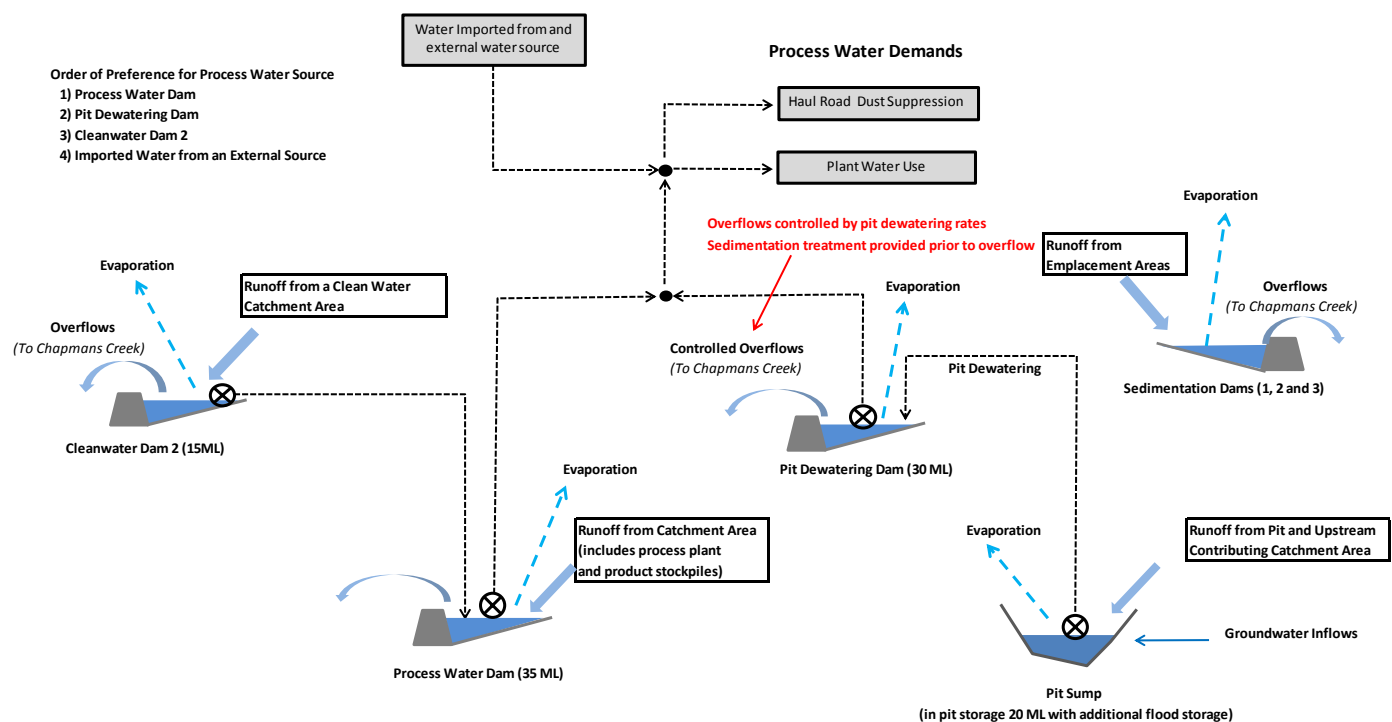 Water Imported from and
external water source
Process Water Demands
Order of Preference for Process Water Source
1) Process Water Dam
2) Pit Dewatering Dam
3) Cleanwater Dam 2
4) Imported Water from an External Source
Haul Road Dust Suppression
Plant Water Use
Overflows controlled by pit dewatering rates
Sedimentation treatment provided prior to overflow
Evaporation
Runoff from
Emplacement Areas
Overflows
(To Chapmans Creek)
Sedimentation Dams (1, 2 and 3)
Evaporation
Runoff from a Clean Water
Catchment Area
Overflows
(To Chapmans Creek)
Cleanwater Dam 2 (15ML)
Evaporation
Controlled Overflows
(To Chapmans Creek)
Pit Dewatering
Pit Dewatering Dam (30 ML)
Evaporation
Runoff from Catchment Area
(includes process plant
and product stockpiles)
Process Water Dam (35 ML)
Evaporation
Runoff from Pit and Upstream
Contributing Catchment Area
Groundwater Inflows
Pit Sump
(in pit storage 20 ML with additional flood storage)